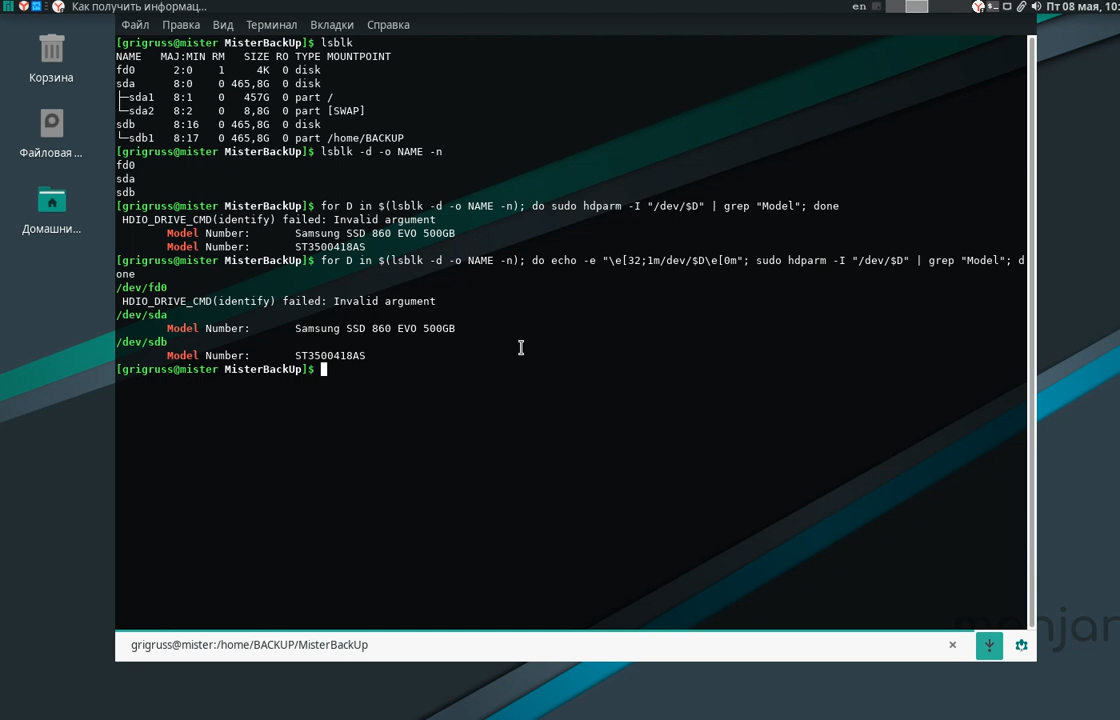 Как получить информац...
en
Пт 08 мая, 10:
Файл Правка Вид Терминал Вкладки Справка
Корзина
Файловая ...
Домашни...
[grigruss@mister MisterBackUp]$ lsblk
NAME   MAJ:MIN RM   SIZE RO TYPE MOUNTPOINT
fd0      2:0    1     4K  0 disk
sda      8:0    0 465,8G  0 disk
├─sda1   8:1    0   457G  0 part /
└─sda2   8:2    0   8,8G  0 part [SWAP]
sdb      8:16   0 465,8G  0 disk
└─sdb1   8:17   0 465,8G  0 part /home/BACKUP
[grigruss@mister MisterBackUp]$ lsblk -d -o NAME -n
fd0
sda
sdb
[grigruss@mister MisterBackUp]$ for D in $(lsblk -d -o NAME -n); do sudo hdparm -I "/dev/$D" | grep "Model"; done
 HDIO_DRIVE_CMD(identify) failed: Invalid argument
        Model Number:       Samsung SSD 860 EVO 500GB
        Model Number:       ST3500418AS
[grigruss@mister MisterBackUp]$ for D in $(lsblk -d -o NAME -n); do echo -e "\e[32;1m/dev/$D\e[0m"; sudo hdparm -I "/dev/$D" | grep "Model"; d
one
/dev/fd0
 HDIO_DRIVE_CMD(identify) failed: Invalid argument
/dev/sda
        Model Number:       Samsung SSD 860 EVO 500GB
/dev/sdb
        Model Number:       ST3500418AS
[grigruss@mister MisterBackUp]$
grigruss@mister:/home/BACKUP/MisterBackUp